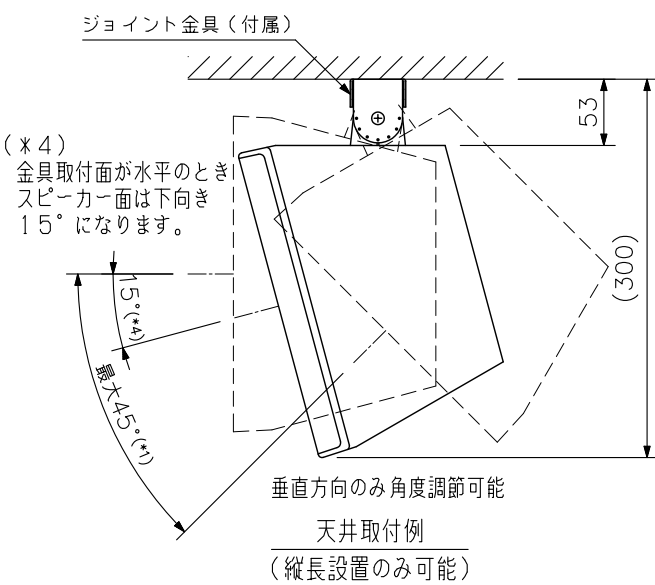 ジョイント金具(付属)
53
(＊4)
金具取付面が水平のとき
スピーカー面は下向き
15°になります。
(300)
15°(*4)
最大45°(*1)
垂直方向のみ角度調節可能
天井取付例
(縦長設置のみ可能)